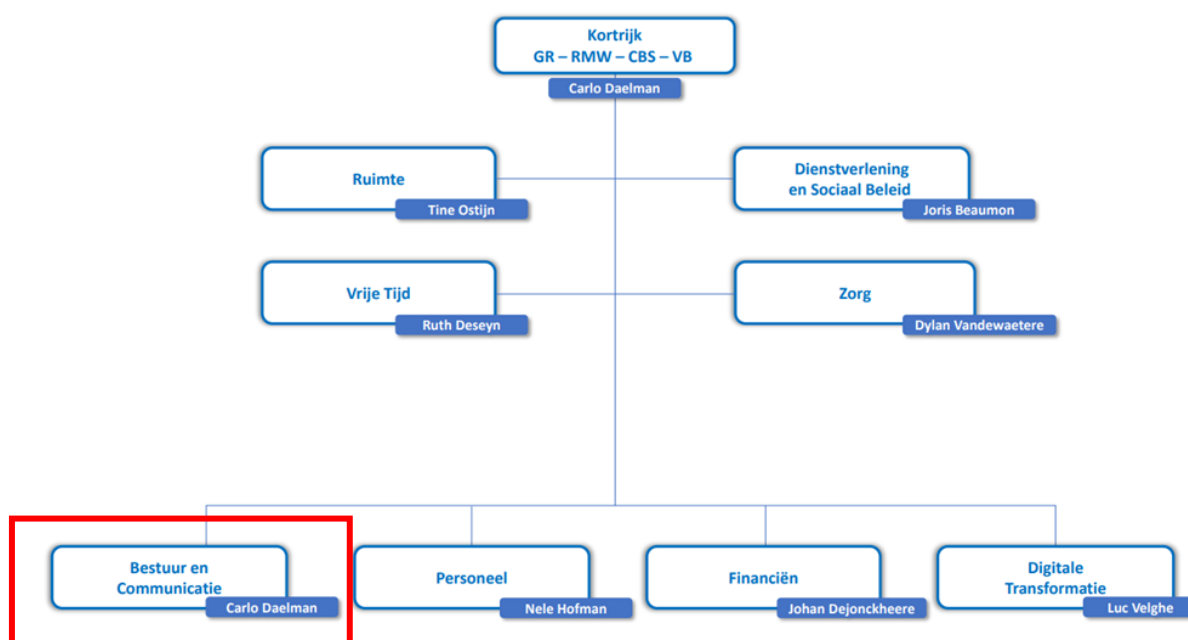 Kortrijk
GR – RMW – CBS – VB
Carlo Daelman
Ruimte
Tine Ostijn
Dienstverlening
en Sociaal Beleid
Joris Beaumon
Vrije Tijd
Ruth Deseyn
Zorg
Dylan Vandewaetere
Bestuur en
Communicatie
Carlo Daelman
Personeel
Nele Hofman
Financiën
Johan Dejonckheere
Digitale
Transformatie
Luc Velghe